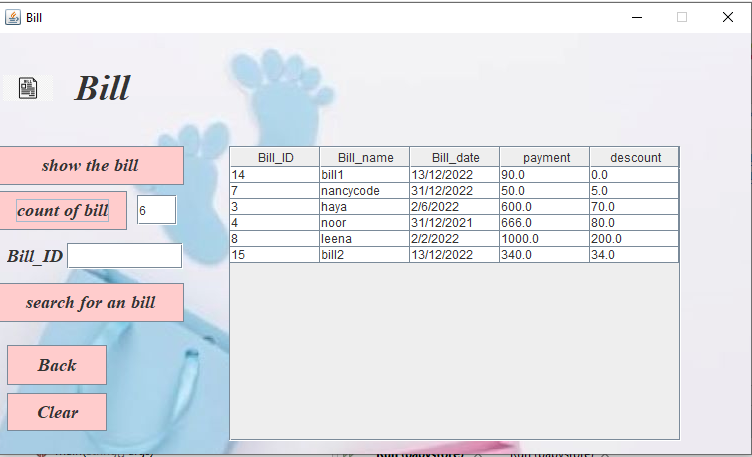 Bill
Bill
show the bill
count of bill 6
Bill_ID
search for an bill
Back
Clear
Bill_ID Bill_name Bill_date payment descount
14 bill1 13/12/2022 90.0 0.0
7 nancycode 31/12/2022 50.0 5.0
3 haya 2/6/2022 600.0 70.0
4 noor 31/12/2021 666.0 80.0
8 leena 2/2/2022 1000.0 200.0
15 bill2 13/12/2022 340.0 34.0